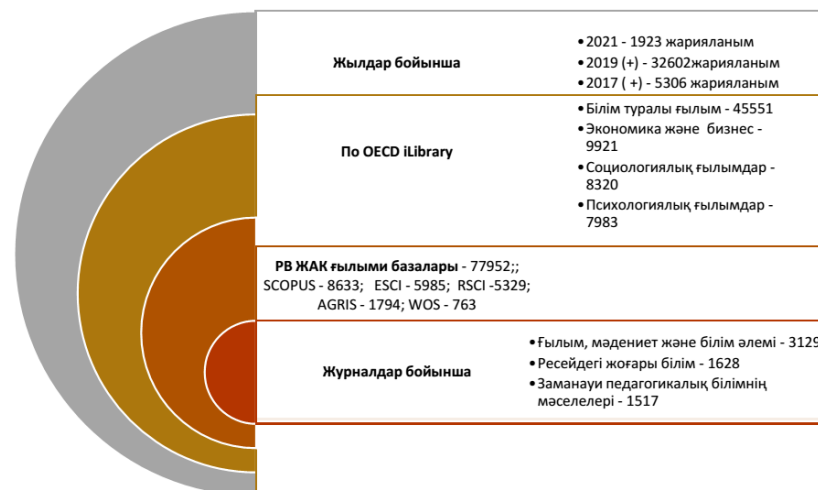 Жылдар бойынша
•2021 - 1923 жарияланым
•2019 (+) - 32602жарияланым
•2017 ( +) - 5306 жарияланым
По OECD iLibrary
•Білім туралы ғылым - 45551
•Экономика және бизнес -
9921
•Социологиялық ғылымдар -
8320
•Психологиялық ғылымдар -
7983
РВ ЖАК ғылыми базалары - 77952;;
SCOPUS - 8633; ESCI - 5985; RSCI -5329;
AGRIS - 1794; WOS - 763
Журналдар бойынша
•Ғылым, мәдениет және білім әлемі - 3129
•Ресейдегі жоғары білім - 1628
•Заманауи педагогикалық білімнің
мәселелері - 1517